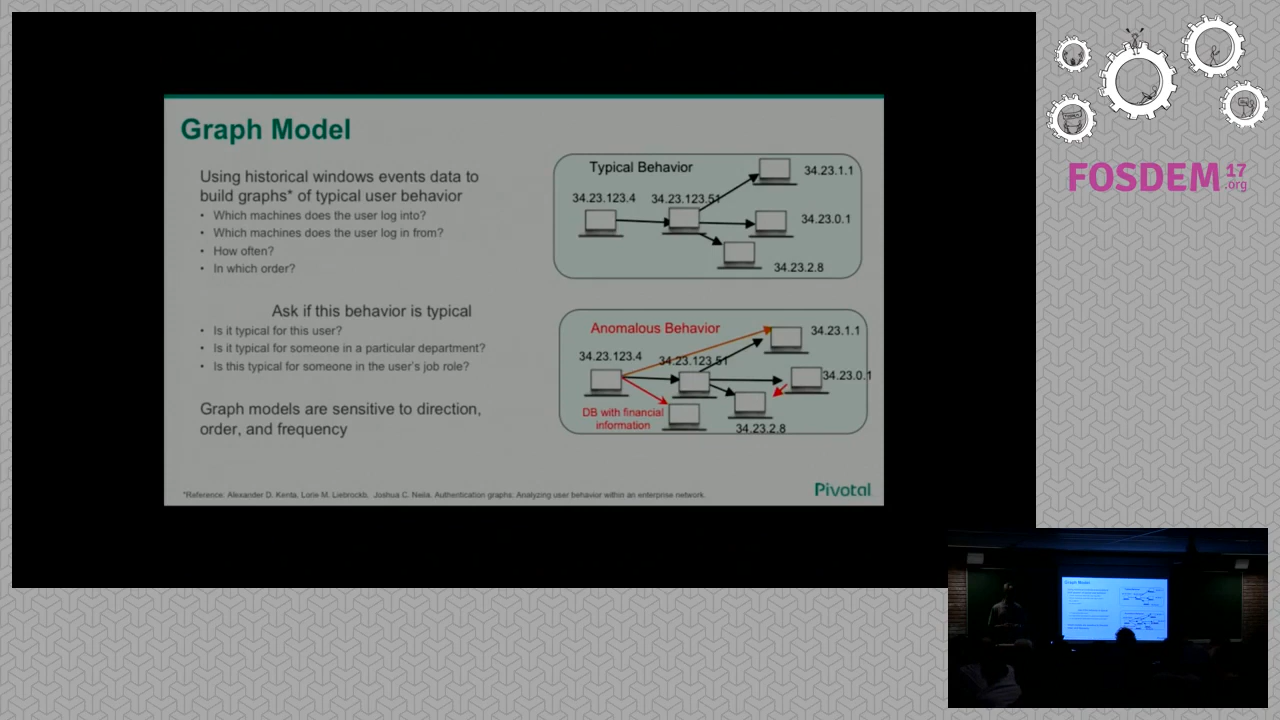 Graph Model
Using historical windows events data to
build graphs* of typical user behavior
• Which machines does the user log into?
• Which machines does the user log in from?
• How often?
• In which order?
Ask if this behavior is typical
• Is it typical for this user?
• Is it typical for someone in a particular department?
• Is this typical for someone in the user's job role?
Graph models are sensitive to direction,
order, and frequency
Typical Behavior
34.23.1.1
34.23.123.4
34.23.123.51
34.23.0.1
34.23.2.8
Anomalous Behavior
34.23.1.1
34.23.123.4
34.23.123.51
34.23.0.1
DB with financial
information
34.23.2.8
*Reference: Alexander D. Kenta, Lorie M. Liebrockb, Joshua C. Neila. Authentication graphs: Analyzing user behavior within an enterprise network.
Pivotal
FOSDEM 17
.org
Graph Model